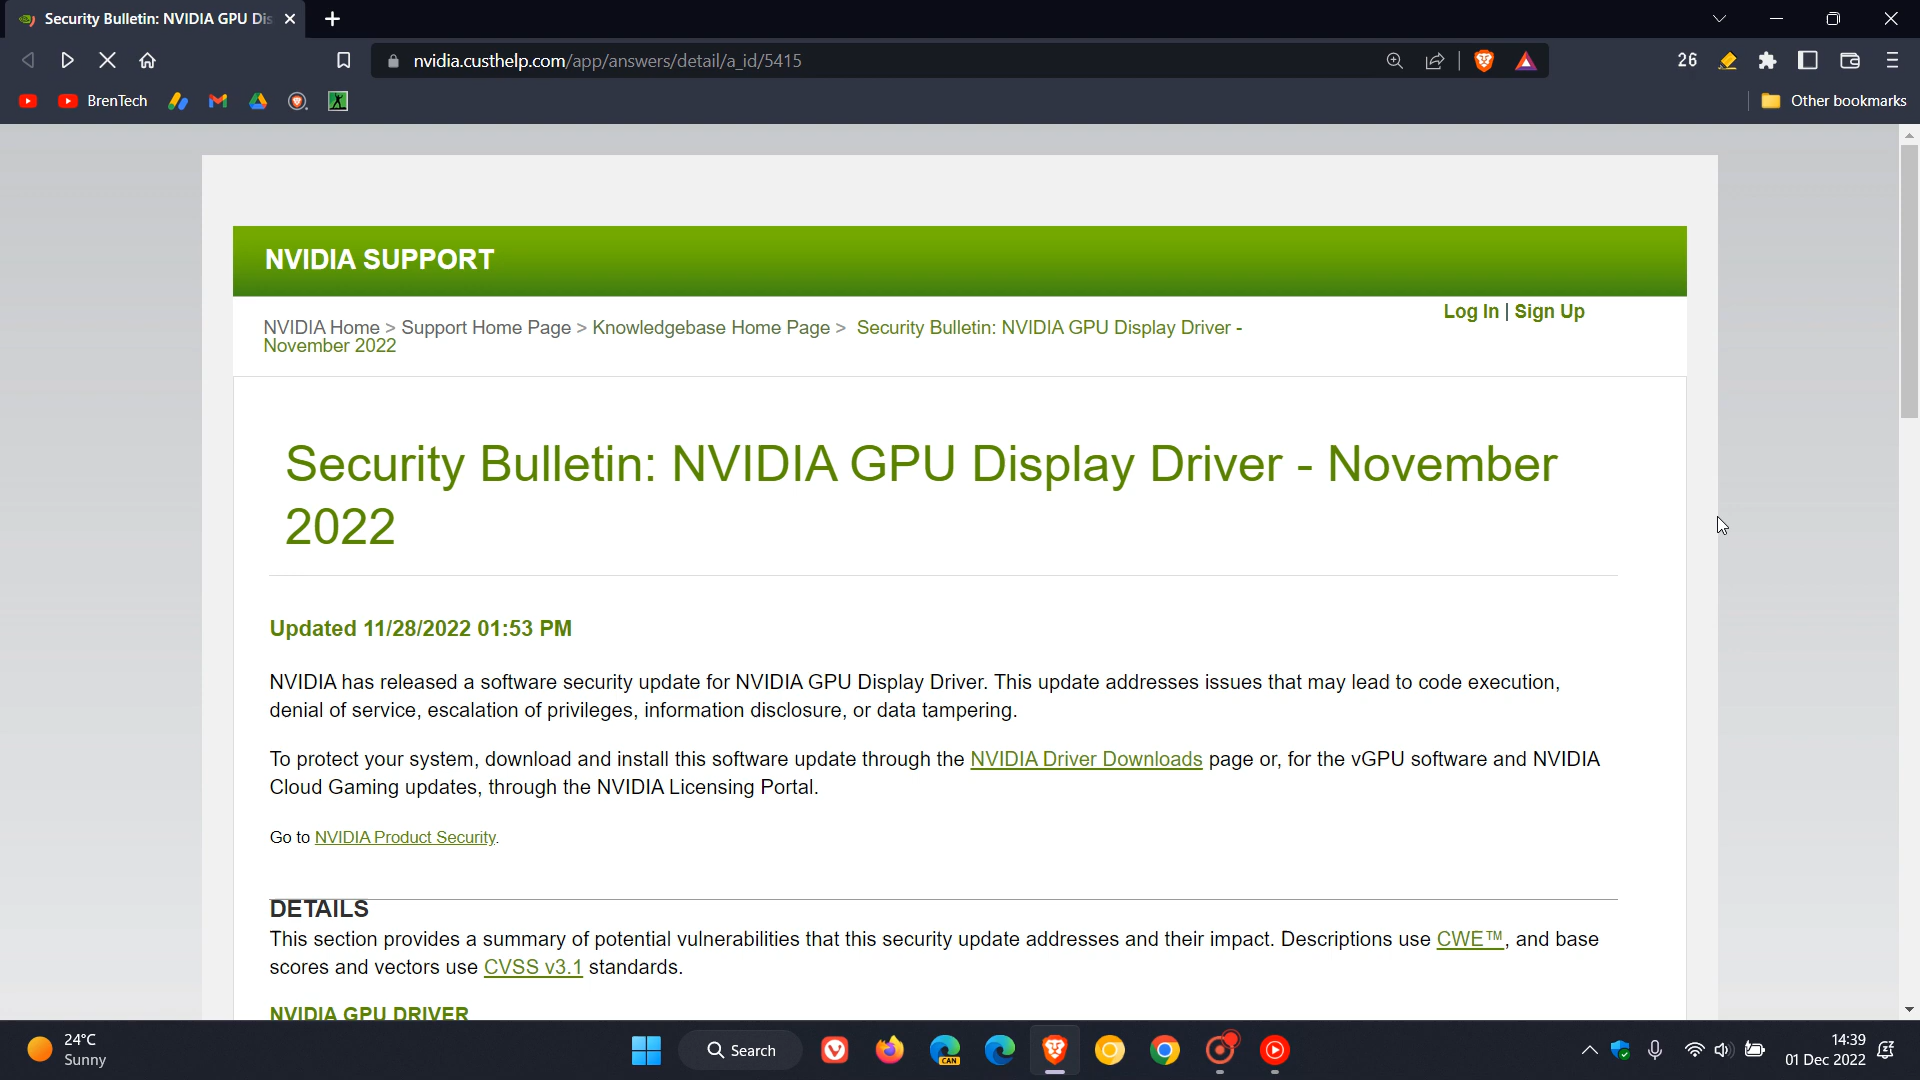 Security Bulletin: NVIDIA GPU Dis
nvidia.custhelp.com/app/answers/detail/a_id/5415
26
BrenTech
Other bookmarks
NVIDIA SUPPORT
Log In | Sign Up
NVIDIA Home > Support Home Page > Knowledgebase Home Page > Security Bulletin: NVIDIA GPU Display Driver -
November 2022
Security Bulletin: NVIDIA GPU Display Driver - November
2022
Updated 11/28/2022 01:53 PM
NVIDIA has released a software security update for NVIDIA GPU Display Driver. This update addresses issues that may lead to code execution,
denial of service, escalation of privileges, information disclosure, or data tampering.
To protect your system, download and install this software update through the NVIDIA Driver Downloads page or, for the vGPU software and NVIDIA
Cloud Gaming updates, through the NVIDIA Licensing Portal.
Go to NVIDIA Product Security.
DETAILS
This section provides a summary of potential vulnerabilities that this security update addresses and their impact. Descriptions use CWE™, and base
scores and vectors use CVSS v3.1 standards.
NVIDIA GPU DRIVER
24°C
Sunny
Search
CAN
14:39
01 Dec 2022